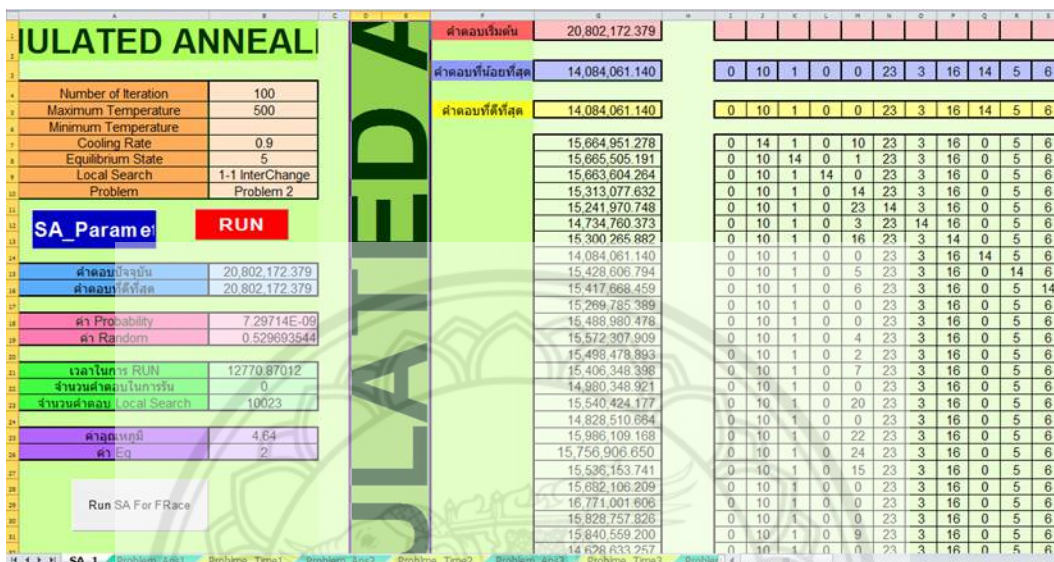 IULATED ANNEALI
Number of Iteration 100
Maximum Temperature 500
Minimum Temperature
Cooling Rate 0.9
Equilibrium State 5
Local Search 1-1 InterChange
Problem Problem 2
SA_Paramet
RUN
คำตอบปัจจุบัน 20,802,172.379
คำตอบที่ดีที่สุด 20,802,172.379
ค่า Probability 7.29714E-09
ค่า Random 0.529693544
เวลาในการ RUN 12770.87012
จำนวนคำตอบในการรัน 0
จำนวนคำตอบ Local Search 10023
ค่าอุณหภูมิ 4.64
ค่า Eq 2
Run SA For FRace
ULATED A
คำตอบเริ่มต้น 20,802,172.379
คำตอบที่น้อยที่สุด 14,084,061.140 0 10 1 0 0 23 3 16 14 5 6
คำตอบที่ดีที่สุด 14,084,061.140 0 10 1 0 0 23 3 16 14 5 6
15,664,951.278 0 14 1 0 10 23 3 16 0 5 6
15,665,505.191 0 10 14 0 1 23 3 16 0 5 6
15,663,604.264 0 10 1 14 0 23 3 16 0 5 6
15,313,077.632 0 10 1 0 14 23 3 16 0 5 6
15,241,970.748 0 10 1 0 23 14 3 16 0 5 6
14,734,760.373 0 10 1 0 3 23 14 16 0 5 6
15,300,265.882 0 10 1 0 16 23 3 14 0 5 6
14,084,061.140 0 10 1 0 0 23 3 16 14 5 6
15,428,606.794 0 10 1 0 5 23 3 16 0 14 6
15,417,668.459 0 10 1 0 6 23 3 16 0 5 14
15,269,785.389 0 10 1 0 0 23 3 16 0 5 6
15,488,980.478 0 10 1 0 0 23 3 16 0 5 6
15,572,307.909 0 10 1 0 4 23 3 16 0 5 6
15,498,478.893 0 10 1 0 2 23 3 16 0 5 6
15,406,348.398 0 10 1 0 7 23 3 16 0 5 6
14,980,348.921 0 10 1 0 0 23 3 16 0 5 6
15,540,424.177 0 10 1 0 20 23 3 16 0 5 6
14,828,510.664 0 10 1 0 0 23 3 16 0 5 6
15,986,109.168 0 10 1 0 22 23 3 16 0 5 6
15,756,906.650 0 10 1 0 24 23 3 16 0 5 6
15,536,153.741 0 10 1 0 15 23 3 16 0 5 6
15,682,106.209 0 10 1 0 0 23 3 16 0 5 6
16,771,001.606 0 10 1 0 0 23 3 16 0 5 6
15,828,757.826 0 10 1 0 0 23 3 16 0 5 6
15,840,559.200 0 10 1 0 9 23 3 16 0 5 6
14,628,633.257 0 10 1 0 0 23 3 16 0 5 6
SA_1 Problem_Ans1 Problme_Time1 Problem_Ans2 Problme_Time2 Problem_Ans3 Problme_Time3 Probler